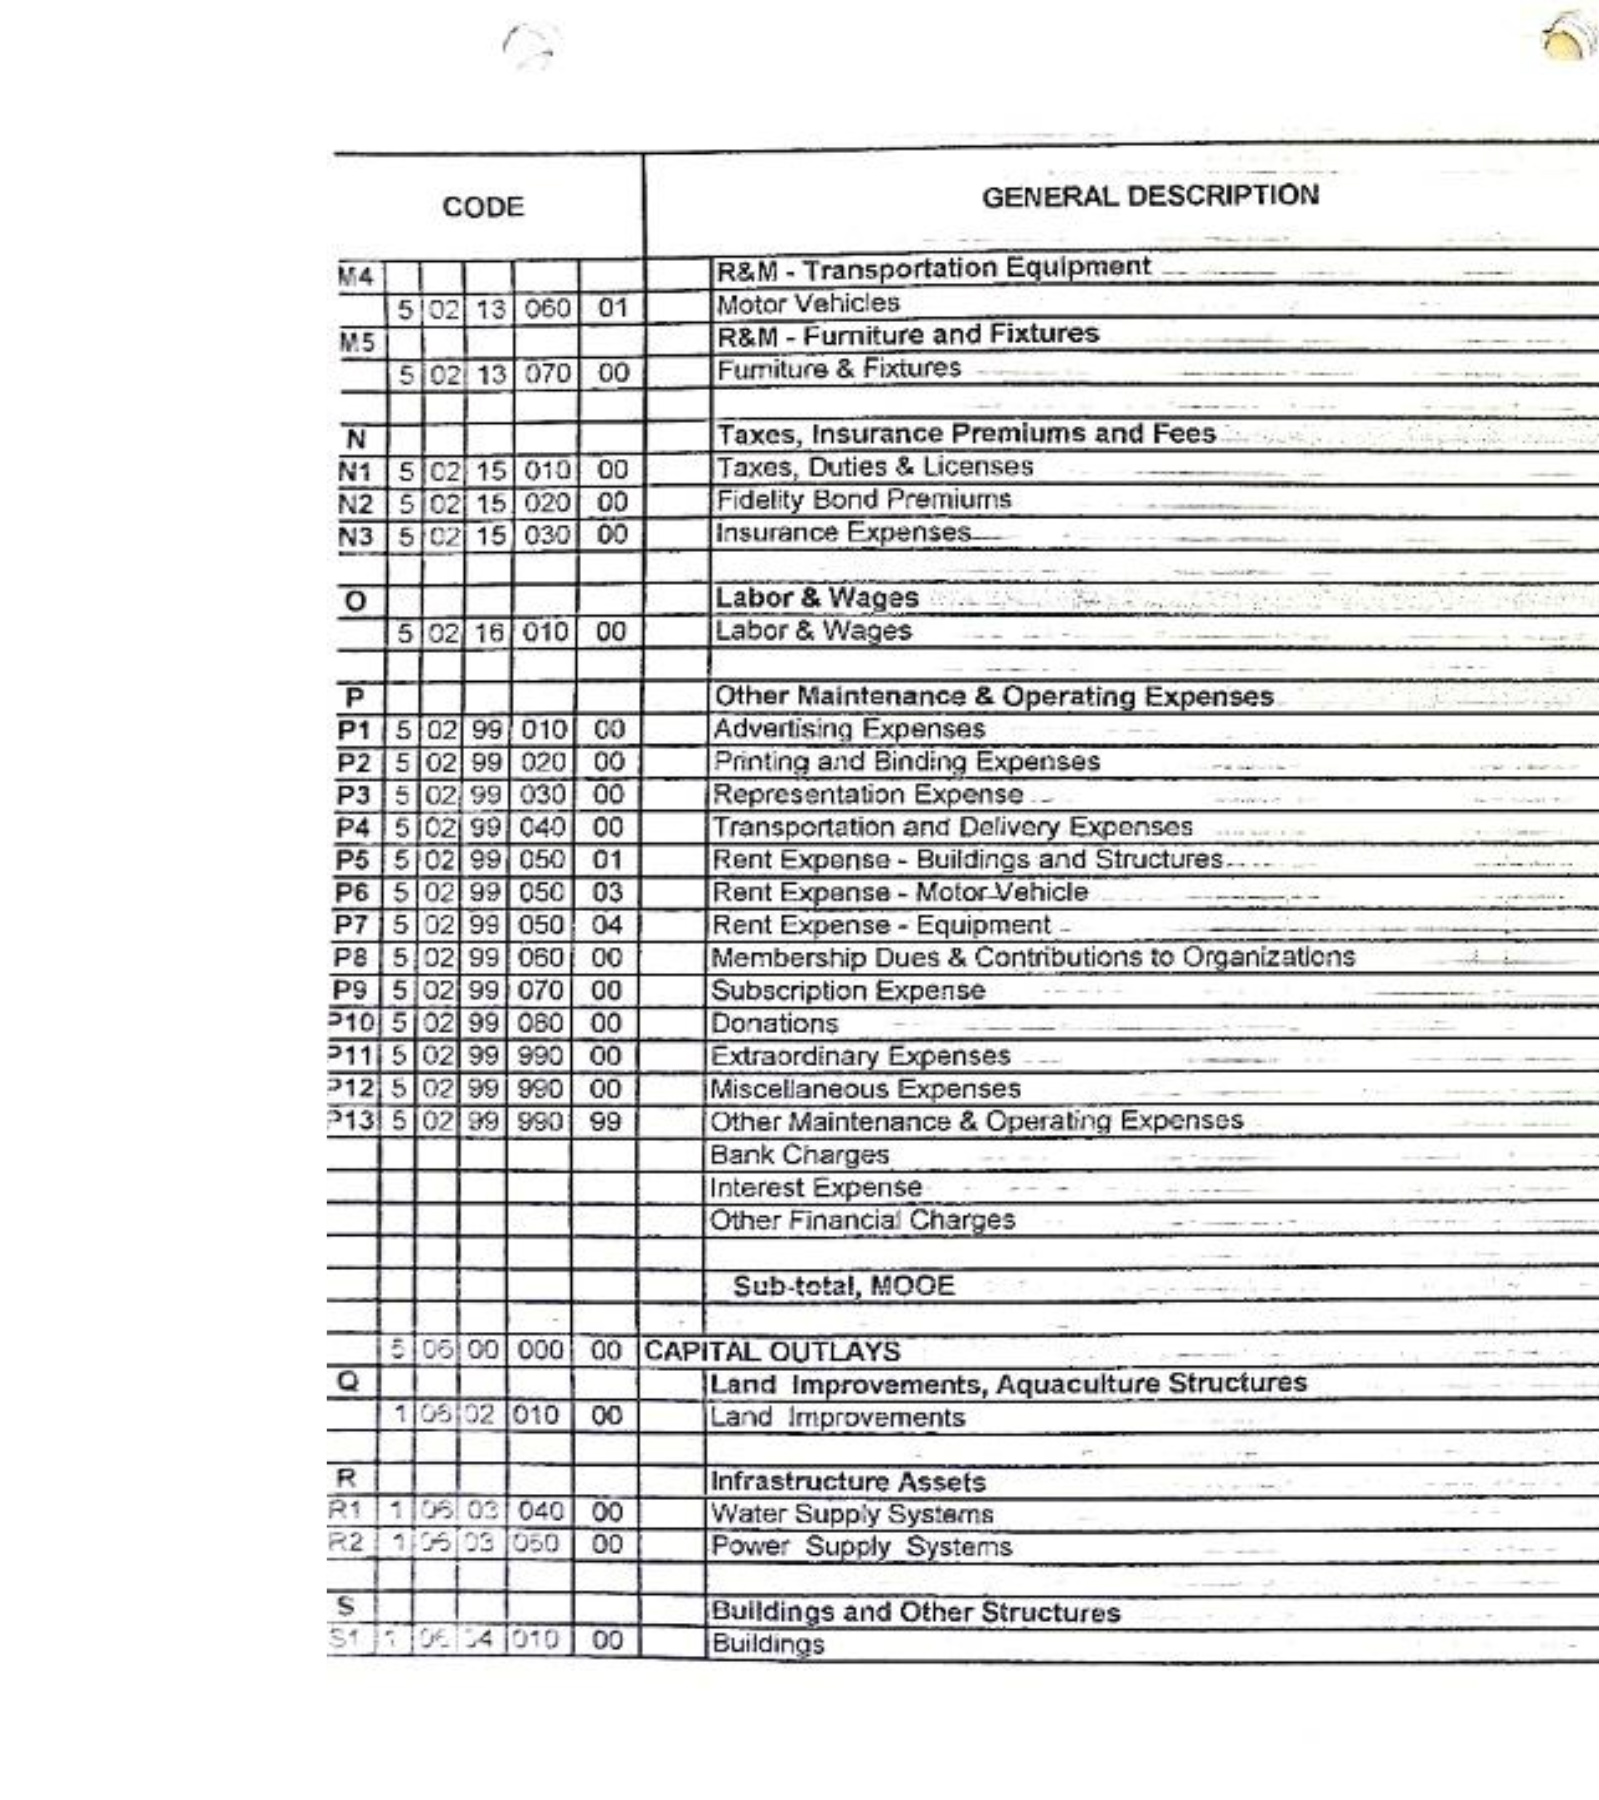 CODE GENERAL DESCRIPTION
M4 R&M - Transportation Equipment
5 02 13 060 01 Motor Vehicles
M5 R&M - Furniture and Fixtures
5 02 13 070 00 Furniture & Fixtures
N Taxes, Insurance Premiums and Fees
N1 5 02 15 010 00 Taxes, Duties & Licenses
N2 5 02 15 020 00 Fidelity Bond Premiums
N3 5 02 15 030 00 Insurance Expenses
O Labor & Wages
5 02 16 010 00 Labor & Wages
P Other Maintenance & Operating Expenses
P1 5 02 99 010 00 Advertising Expenses
P2 5 02 99 020 00 Printing and Binding Expenses
P3 5 02 99 030 00 Representation Expense
P4 5 02 99 040 00 Transportation and Delivery Expenses
P5 5 02 99 050 01 Rent Expense - Buildings and Structures
P6 5 02 99 050 03 Rent Expense - Motor Vehicle
P7 5 02 99 050 04 Rent Expense - Equipment
P8 5 02 99 060 00 Membership Dues & Contributions to Organizations
P9 5 02 99 070 00 Subscription Expense
P10 5 02 99 080 00 Donations
P11 5 02 99 990 00 Extraordinary Expenses
P12 5 02 99 990 00 Miscellaneous Expenses
P13 5 02 99 990 99 Other Maintenance & Operating Expenses
Bank Charges
Interest Expense
Other Financial Charges
Sub-total, MOOE
5 06 00 000 00 CAPITAL OUTLAYS
Q Land Improvements, Aquaculture Structures
1 06 02 010 00 Land Improvements
R Infrastructure Assets
R1 1 06 03 040 00 Water Supply Systems
R2 1 06 03 050 00 Power Supply Systems
S Buildings and Other Structures
S1 1 06 04 010 00 Buildings